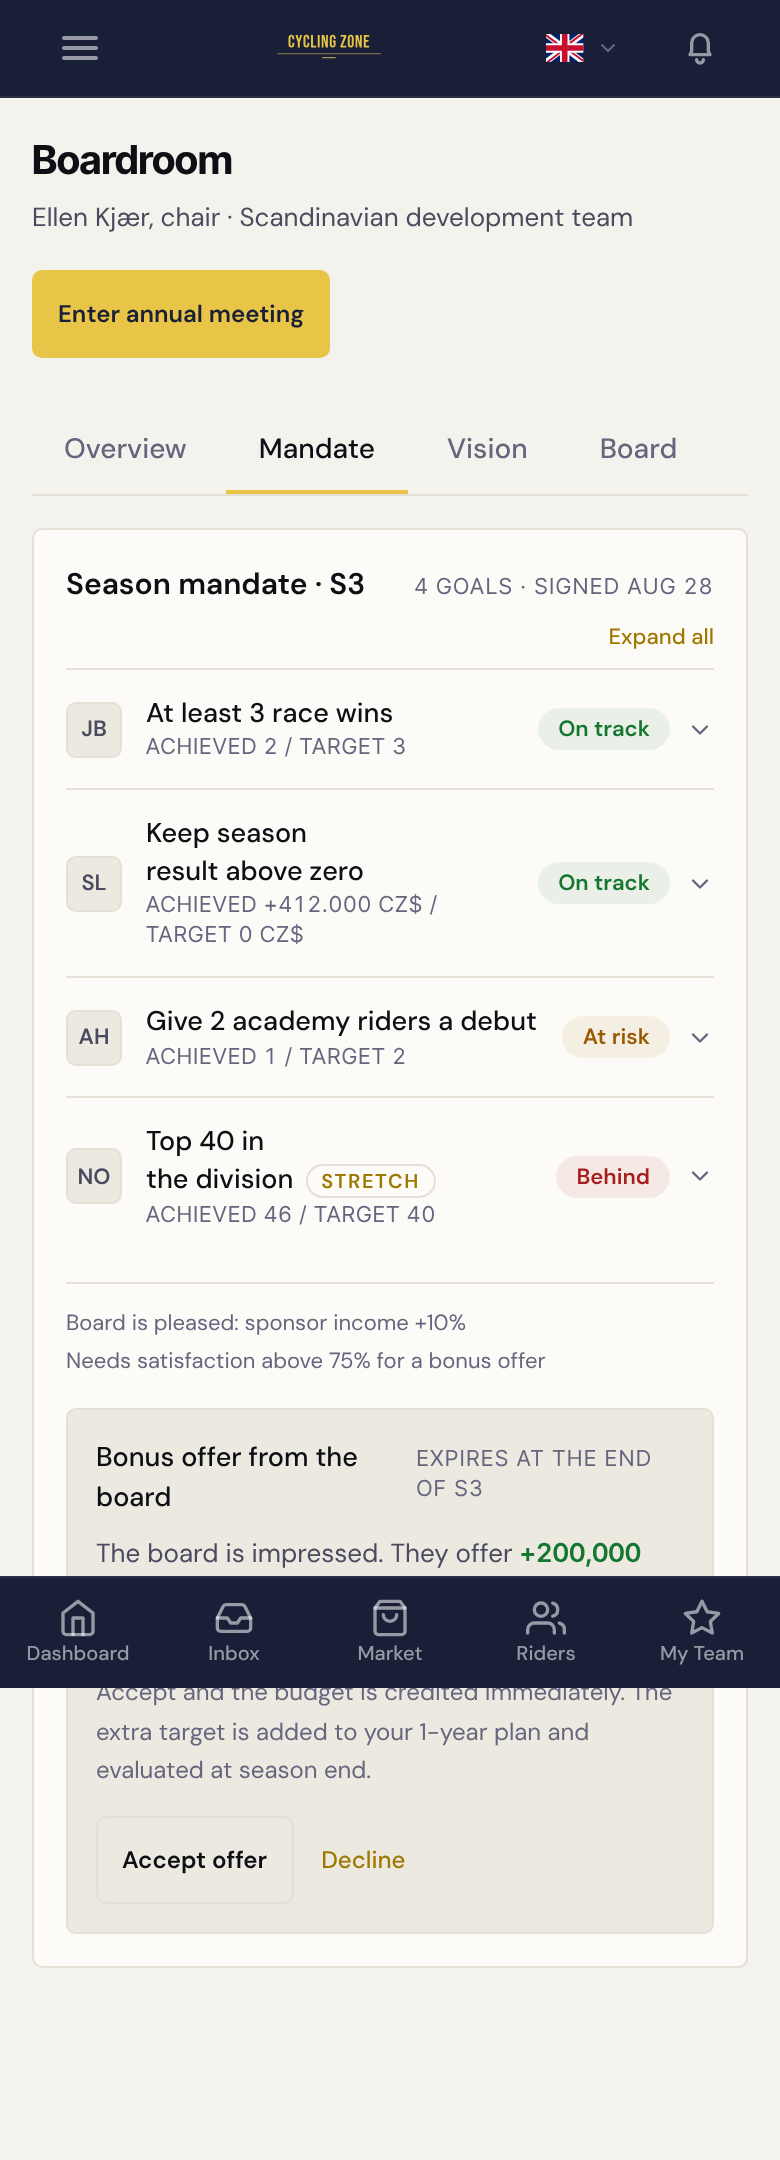 CYCLING ZONE
Boardroom
Ellen Kjær, chair · Scandinavian development team
Enter annual meeting
Overview Mandate Vision Board
Season mandate · S3 4 GOALS · SIGNED AUG 28
Expand all
JB At least 3 race wins On track
ACHIEVED 2 / TARGET 3
Keep season
SL result above zero On track
ACHIEVED +412.000 CZ$ /
TARGET 0 CZ$
AH Give 2 academy riders a debut At risk
ACHIEVED 1 / TARGET 2
Top 40 in
NO the division STRETCH Behind
ACHIEVED 46 / TARGET 40
Board is pleased: sponsor income +10%
Needs satisfaction above 75% for a bonus offer
Bonus offer from the EXPIRES AT THE END
board OF S3
The board is impressed. They offer +200,000
Dashboard Inbox Market Riders My Team
Accept and the budget is credited immediately. The
extra target is added to your 1-year plan and
evaluated at season end.
Accept offer Decline